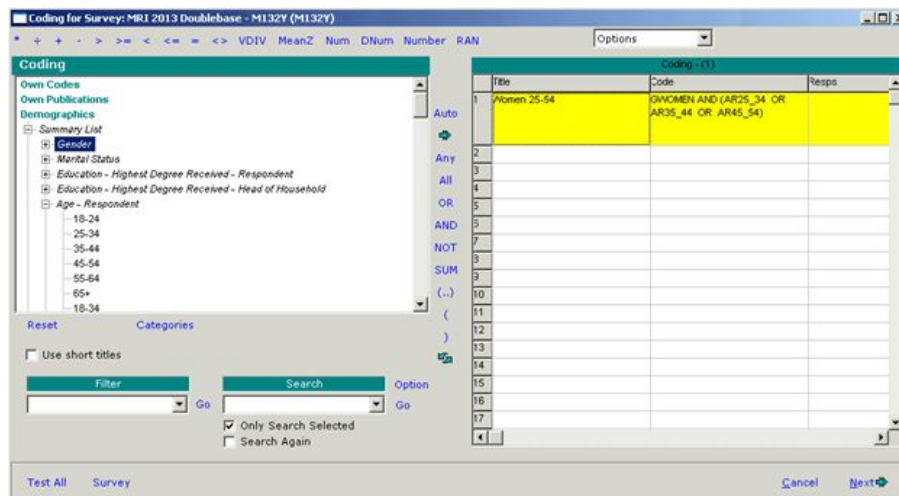 Coding for Survey: MRI 2013 Doublebase - M132Y (M132Y)
* ÷ + - > >= < <= = <> VDIV MeanZ Num DNum Number RAN
Options
Coding
Own Codes
Own Publications
Demographics
Summary List
Gender
Marital Status
Education - Highest Degree Received - Respondent
Education - Highest Degree Received - Head of Household
Age - Respondent
18-24
25-34
35-44
45-54
55-64
65+
18-34
Auto
Any
All
OR
AND
NOT
SUM
(..)
(
)
Coding - (1)
Title Code Resps
1 Women 25-54 GWOMEN AND (AR25_34 OR
AR35_44 OR AR45_54)
2
3
4
5
6
7
8
9
10
11
12
13
14
15
16
17
Reset Categories
Use short titles
Filter Search Option
Go Go
Only Search Selected
Search Again
Test All Survey Cancel Next